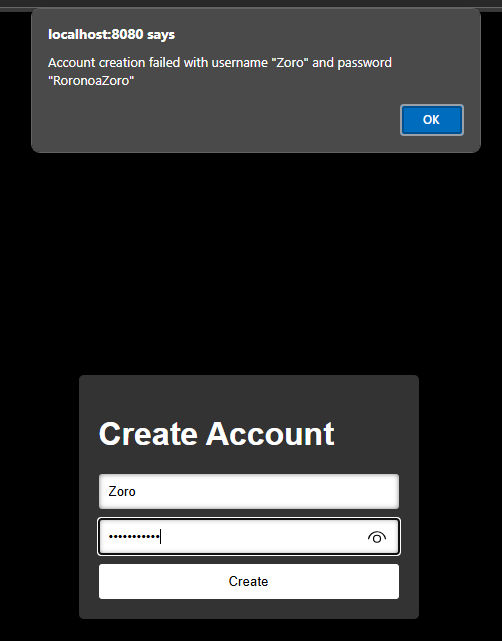 localhost:8080 says
Account creation failed with username "Zoro" and password
"RoronoaZoro"
OK
Create Account
Zoro
•••••••••••
Create